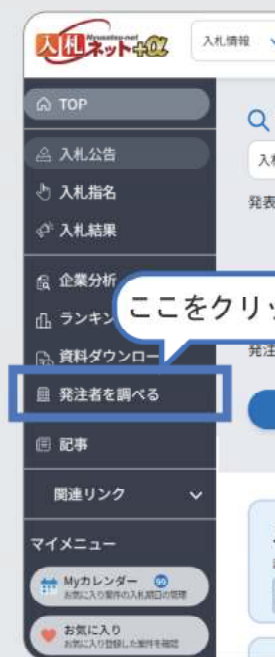 入札ネット+α
Nyusatsu-net
入札情報
TOP
入札公告
入札指名
入札結果
企業分析
ランキン
資料ダウンロー
ここをクリッ
発注者を調べる
記事
関連リンク
マイメニュー
Myカレンダー 99
お気に入り案件の入札期日の管理
お気に入り
お気に入り登録した案件を確認
入札
発表
発注